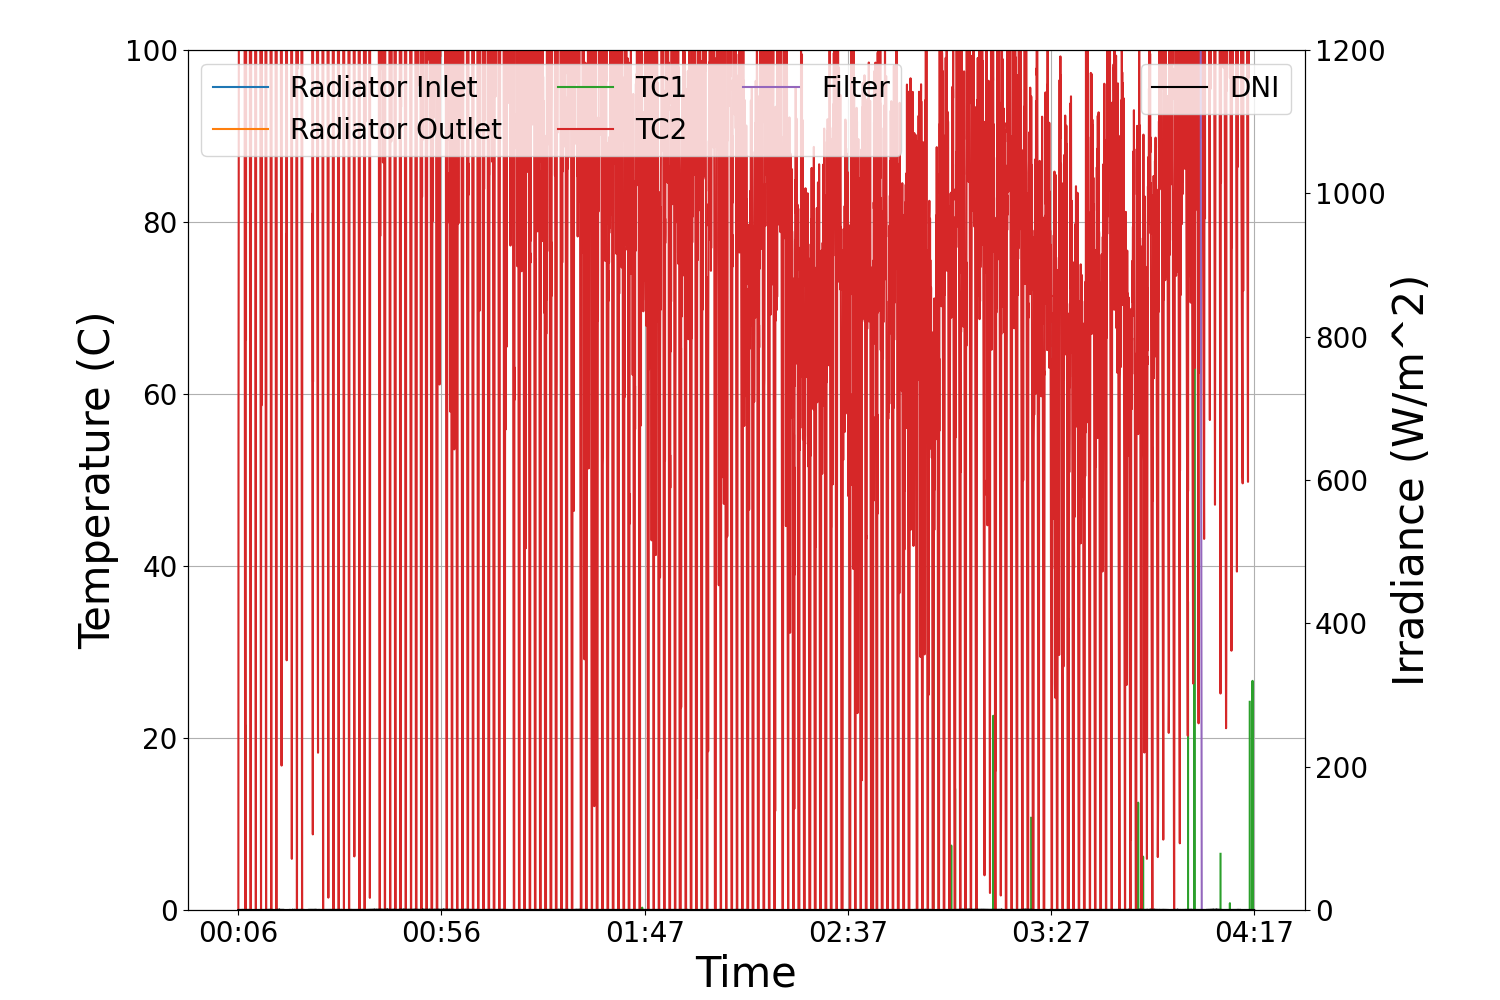 100
80
60
40
20
0
Temperature (C)
Radiator Inlet
Radiator Outlet
TC1
TC2
Filter
DNI
1200
1000
800
600
400
200
0
Irradiance (W/m^2)
00:06 00:56 01:47 02:37 03:27 04:17
Time